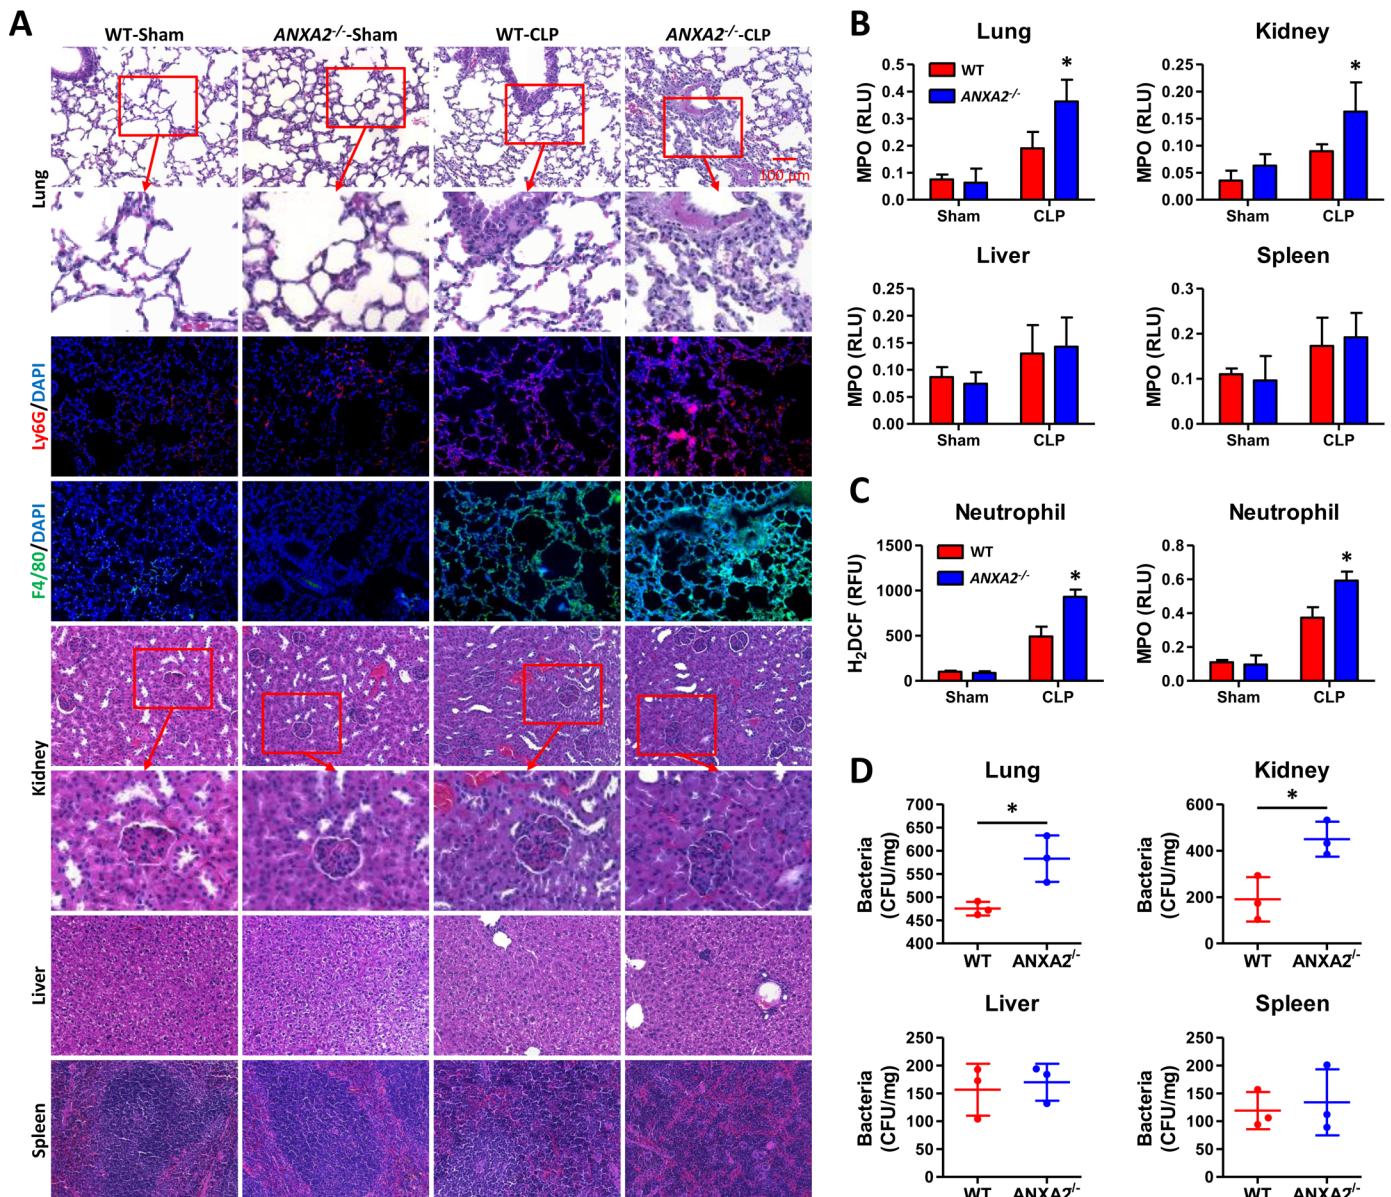 A
WT-Sham
ANXA2-/--Sham
WT-CLP
ANXA2-/--CLP
Lung
100 μm
Ly6G/DAPI
F4/80/DAPI
Kidney
Liver
Spleen
B
Lung
MPO (RLU)
0.5
0.4
0.3
0.2
0.1
0.0
WT
ANXA2-/-
*
Sham
CLP
Kidney
MPO (RLU)
0.25
0.20
0.15
0.10
0.05
0.00
*
Sham
CLP
Liver
MPO (RLU)
0.25
0.20
0.15
0.10
0.05
0.00
Sham
CLP
Spleen
MPO (RLU)
0.3
0.2
0.1
0.0
Sham
CLP
C
Neutrophil
H2DCF (RFU)
1500
1000
500
0
WT
ANXA2-/-
*
Sham
CLP
Neutrophil
MPO (RLU)
0.8
0.6
0.4
0.2
0.0
*
Sham
CLP
D
Lung
Bacteria
(CFU/mg)
700
650
600
550
500
450
400
*
WT
ANXA2-/-
Kidney
Bacteria
(CFU/mg)
600
400
200
0
*
WT
ANXA2-/-
Liver
Bacteria
(CFU/mg)
250
200
150
100
50
0
WT
ANXA2-/-
Spleen
Bacteria
(CFU/mg)
250
200
150
100
50
0
WT
ANXA2-/-